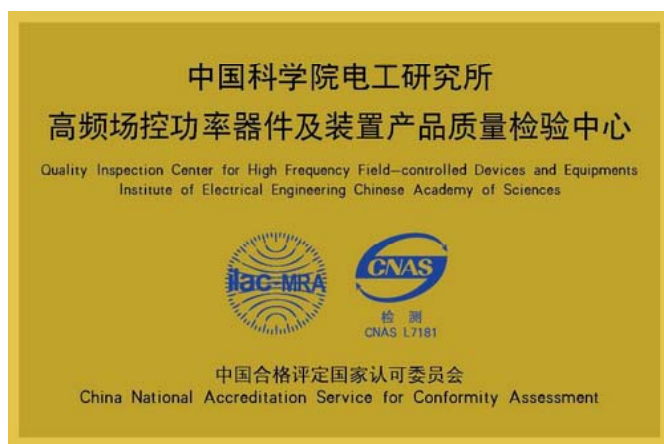 中国科学院电工研究所
高频场控功率器件及装置产品质量检验中心
Quality Inspection Center for High Frequency Field-controlled Devices and Equipments
Institute of Electrical Engineering Chinese Academy of Sciences
ilac-MRA
CNAS
检 测
CNAS L7181
中国合格评定国家认可委员会
China National Accreditation Service for Conformity Assessment